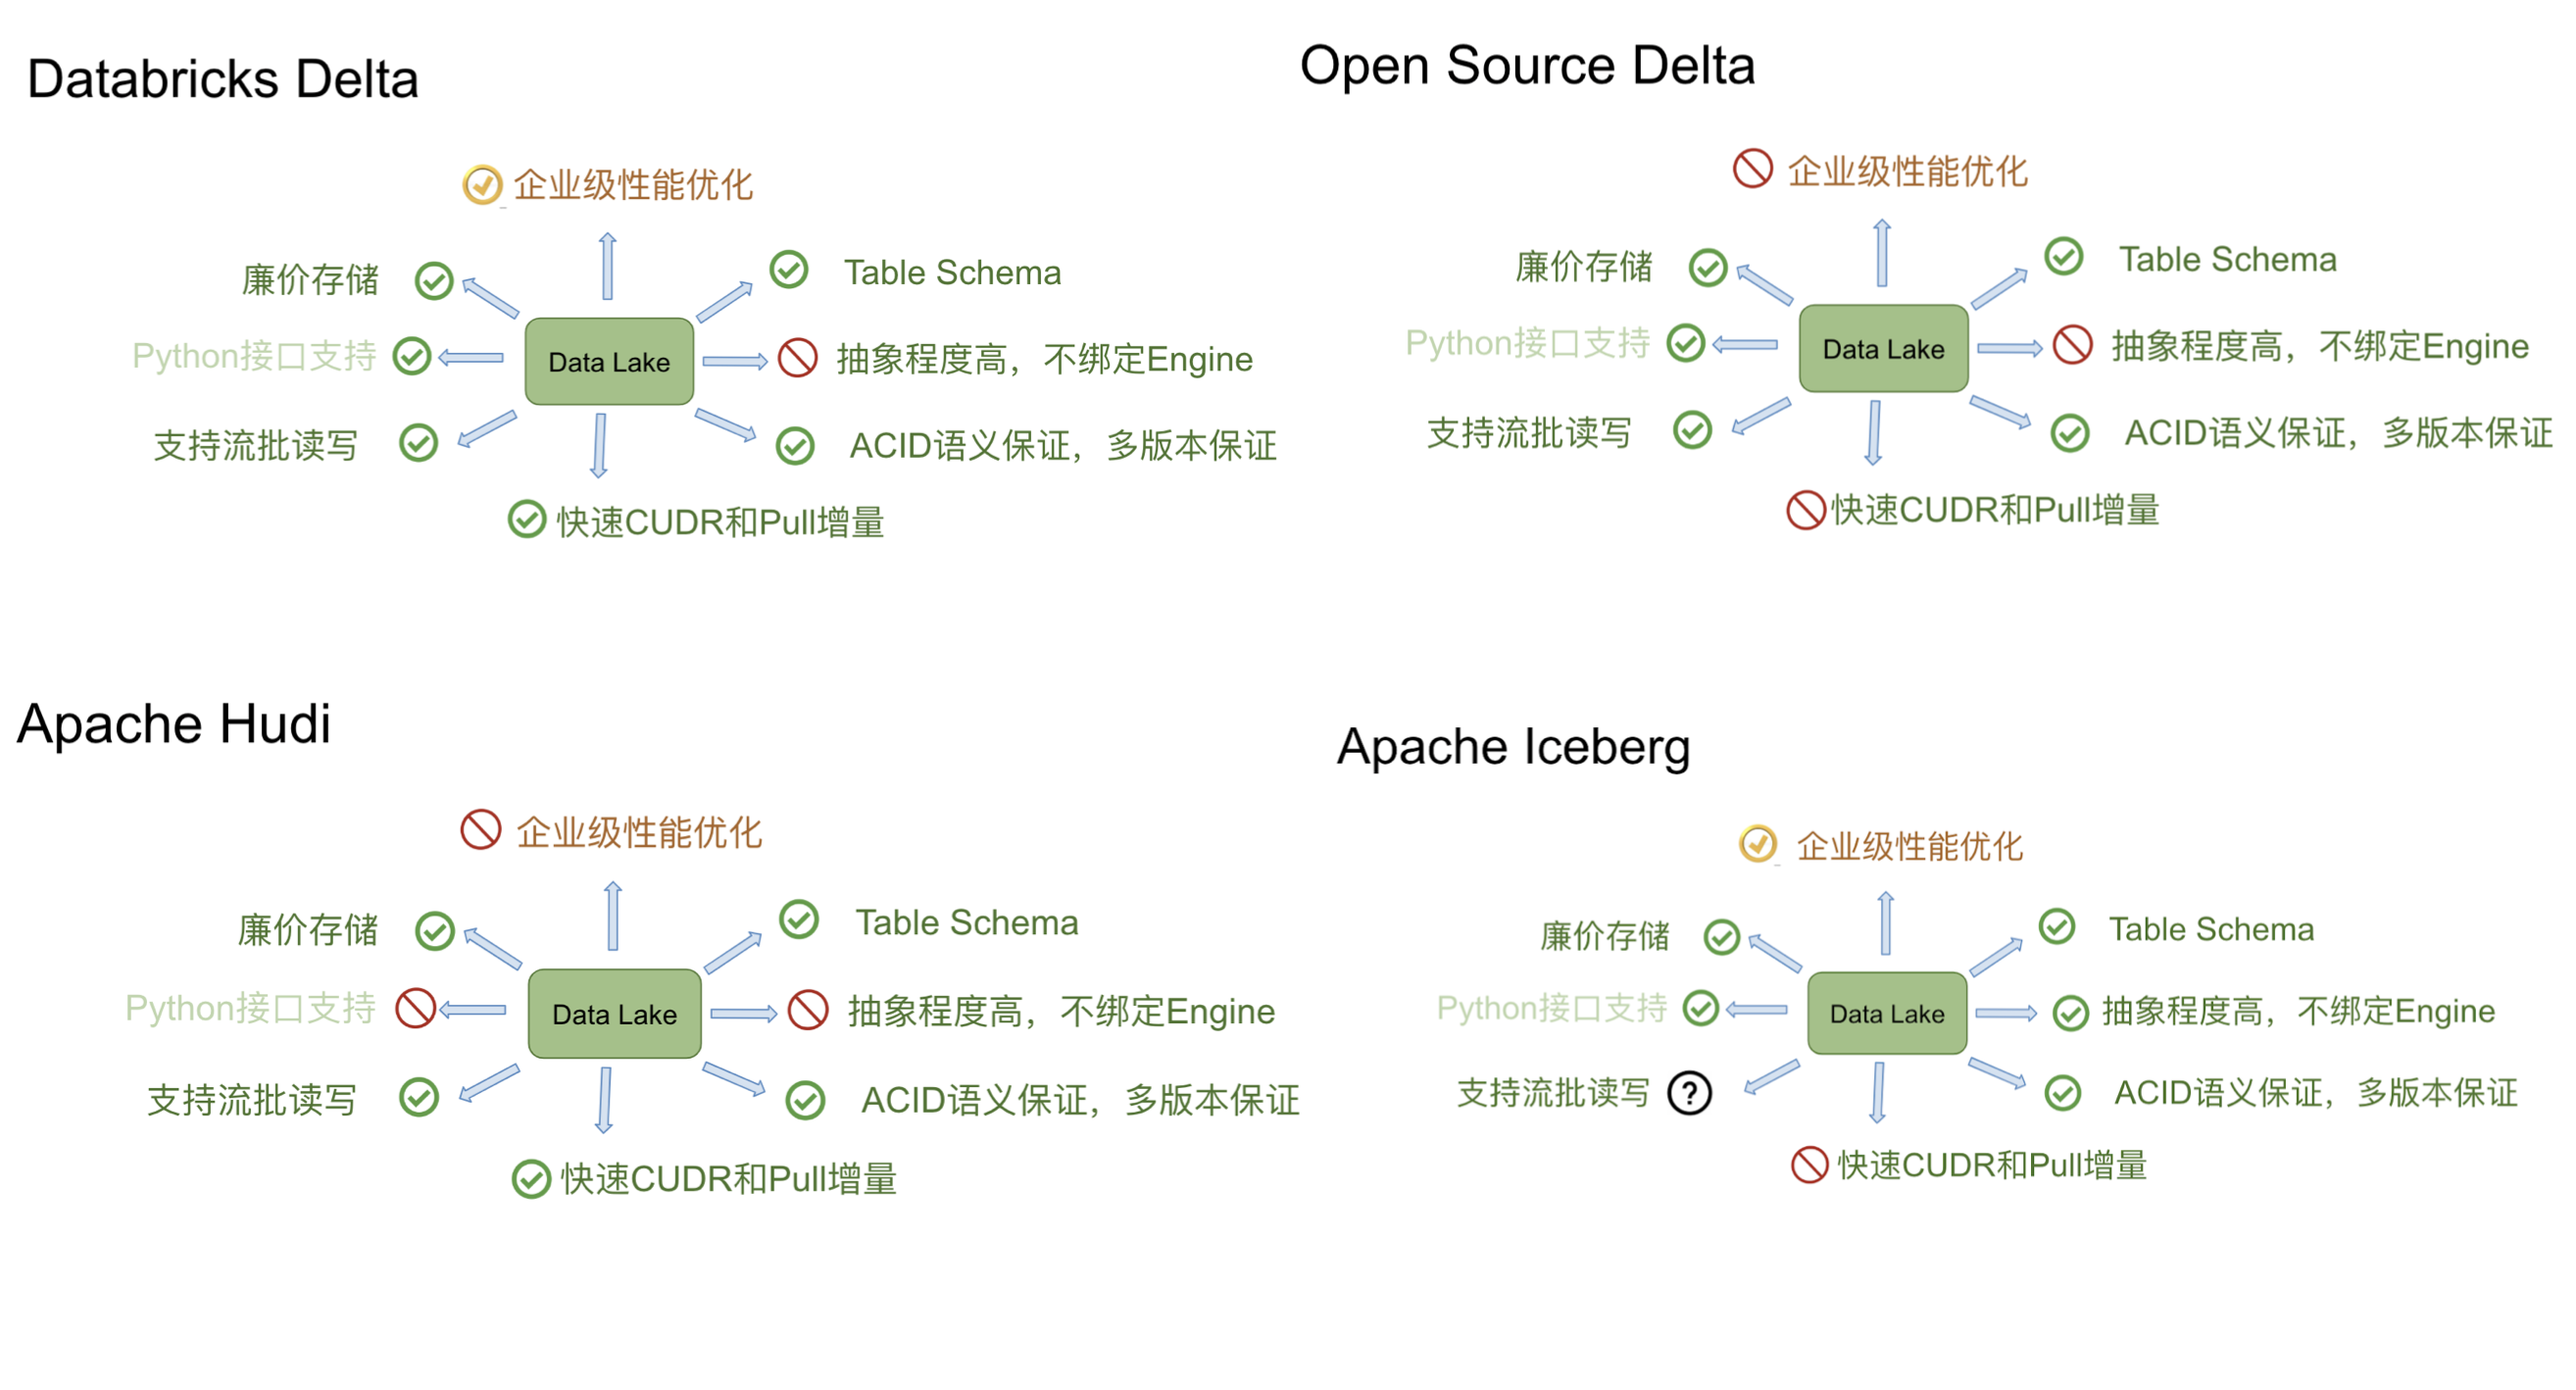 Databricks Delta
企业级性能优化
廉价存储
Table Schema
Python接口支持
Data Lake
抽象程度高，不绑定Engine
支持流批读写
ACID语义保证，多版本保证
快速CUDR和Pull增量
Open Source Delta
企业级性能优化
廉价存储
Table Schema
Python接口支持
Data Lake
抽象程度高，不绑定Engine
支持流批读写
ACID语义保证，多版本保证
快速CUDR和Pull增量
Apache Hudi
企业级性能优化
廉价存储
Table Schema
Python接口支持
Data Lake
抽象程度高，不绑定Engine
支持流批读写
ACID语义保证，多版本保证
快速CUDR和Pull增量
Apache Iceberg
企业级性能优化
廉价存储
Table Schema
Python接口支持
Data Lake
抽象程度高，不绑定Engine
支持流批读写 ?
ACID语义保证，多版本保证
快速CUDR和Pull增量